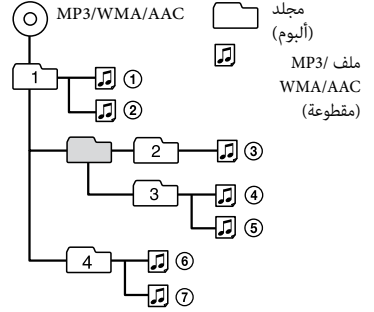 MP3/WMA/AAC
مجلد
(ألبوم)
ملف MP3/
WMA/AAC
(مقطوعة)
1
①
②
2
③
3
④
⑤
4
⑥
⑦